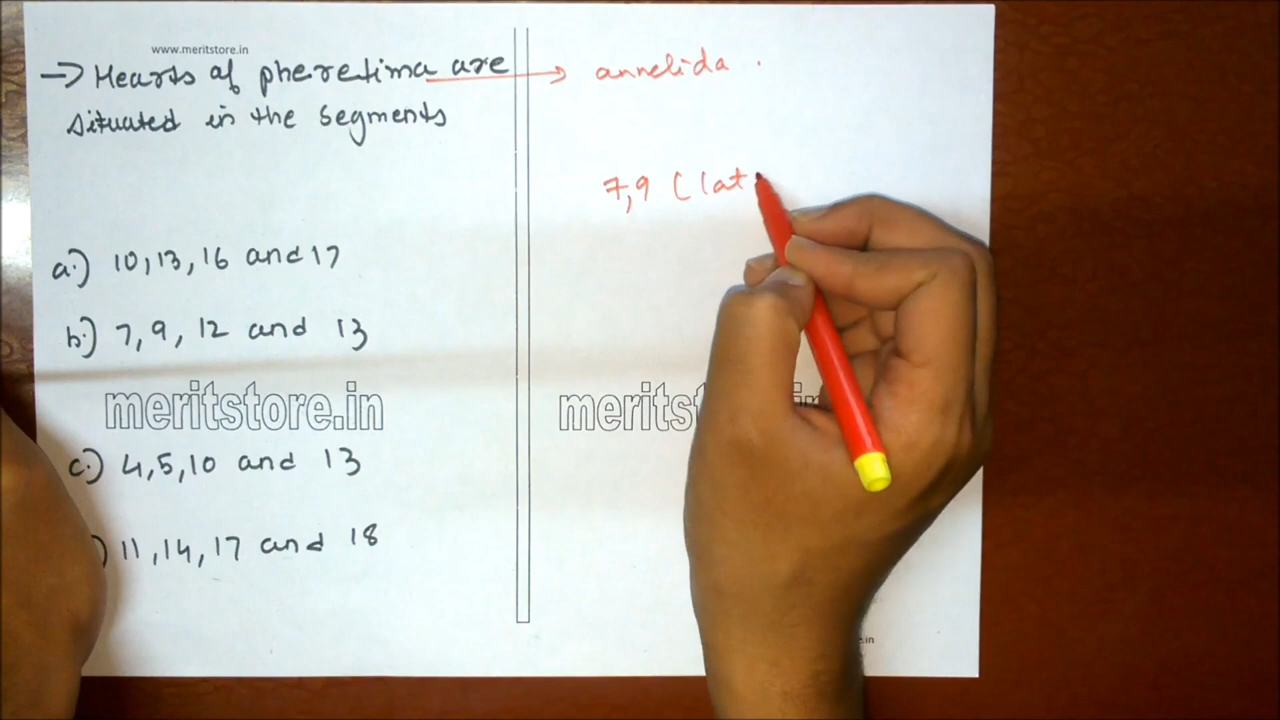 www.meritstore.in
→ Hearts of pheretima are → annelida .
situated in the segments
7,9 ( lat
a.) 10, 13, 16 and 17
b.) 7, 9, 12 and 13
meritstore.in
c.) 4, 5, 10 and 13
) 11, 14, 17 and 18